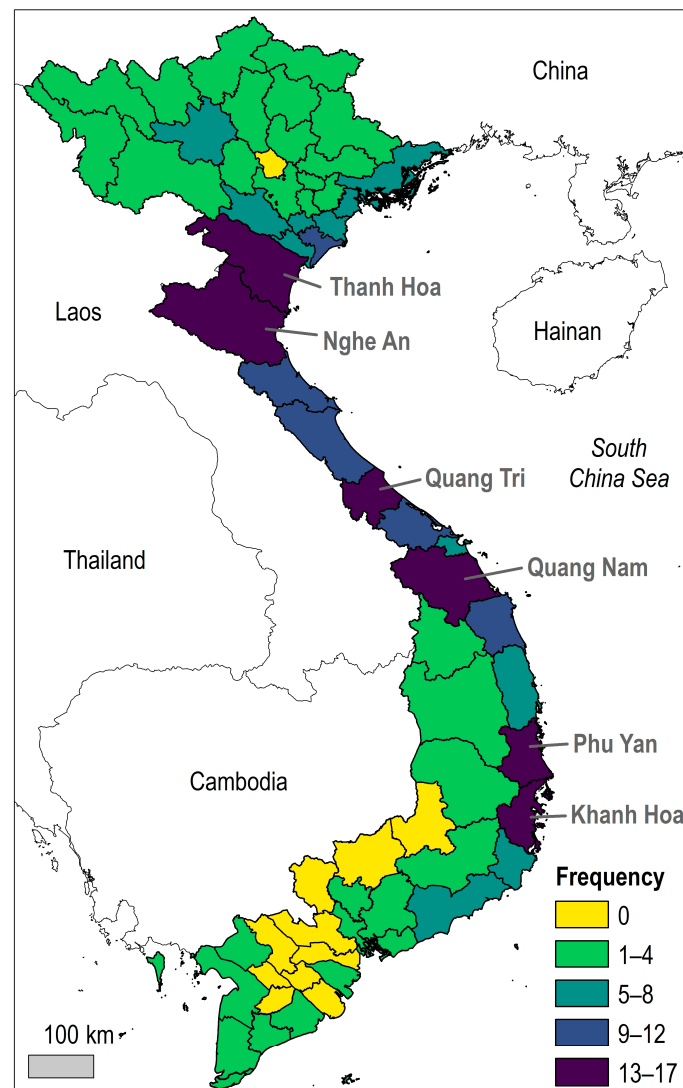 China
Thanh Hoa
Laos
Nghe An
Hainan
South
China Sea
Quang Tri
Thailand
Quang Nam
Phu Yan
Cambodia
Khanh Hoa
Frequency
0
1–4
5–8
9–12
13–17
100 km